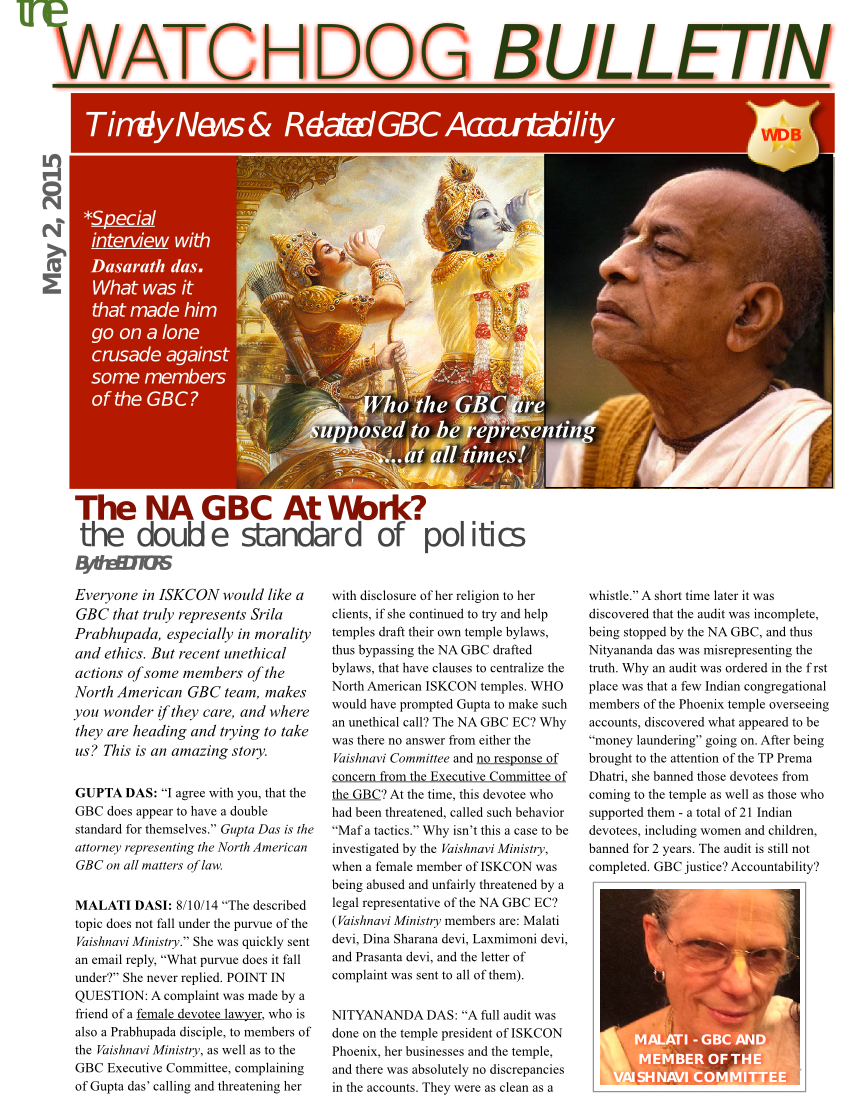 the
WATCHDOG BULLETIN
Timely News & Related GBC Accountability
WDB
May 2, 2015
*Special
interview with
Dasarath das.
What was it
that made him
go on a lone
crusade against
some members
of the GBC?
Who the GBC are
supposed to be representing
....at all times!
The NA GBC At Work?
the double standard of politics
By the EDITORS
Everyone in ISKCON would like a
GBC that truly represents Srila
Prabhupada, especially in morality
and ethics. But recent unethical
actions of some members of the
North American GBC team, makes
you wonder if they care, and where
they are heading and trying to take
us? This is an amazing story.
GUPTA DAS: “I agree with you, that the
GBC does appear to have a double
standard for themselves.” Gupta Das is the
attorney representing the North American
GBC on all matters of law.
MALATI DASI: 8/10/14 “The described
topic does not fall under the purvue of the
Vaishnavi Ministry.” She was quickly sent
an email reply, “What purvue does it fall
under?” She never replied. POINT IN
QUESTION: A complaint was made by a
friend of a female devotee lawyer, who is
also a Prabhupada disciple, to members of
the Vaishnavi Ministry, as well as to the
GBC Executive Committee, complaining
of Gupta das’ calling and threatening her
with disclosure of her religion to her
clients, if she continued to try and help
temples draft their own temple bylaws,
thus bypassing the NA GBC drafted
bylaws, that have clauses to centralize the
North American ISKCON temples. WHO
would have prompted Gupta to make such
an unethical call? The NA GBC EC? Why
was there no answer from either the
Vaishnavi Committee and no response of
concern from the Executive Committee of
the GBC? At the time, this devotee who
had been threatened, called such behavior
“Maf a tactics.” Why isn’t this a case to be
investigated by the Vaishnavi Ministry,
when a female member of ISKCON was
being abused and unfairly threatened by a
legal representative of the NA GBC EC?
(Vaishnavi Ministry members are: Malati
devi, Dina Sharana devi, Laxmimoni devi,
and Prasanta devi, and the letter of
complaint was sent to all of them).
NITYANANDA DAS: “A full audit was
done on the temple president of ISKCON
Phoenix, her businesses and the temple,
and there was absolutely no discrepancies
in the accounts. They were as clean as a
whistle.” A short time later it was
discovered that the audit was incomplete,
being stopped by the NA GBC, and thus
Nityananda das was misrepresenting the
truth. Why an audit was ordered in the f rst
place was that a few Indian congregational
members of the Phoenix temple overseeing
accounts, discovered what appeared to be
“money laundering” going on. After being
brought to the attention of the TP Prema
Dhatri, she banned those devotees from
coming to the temple as well as those who
supported them - a total of 21 Indian
devotees, including women and children,
banned for 2 years. The audit is still not
completed. GBC justice? Accountability?
MALATI - GBC AND
MEMBER OF THE
VAISHNAVI COMMITTEE